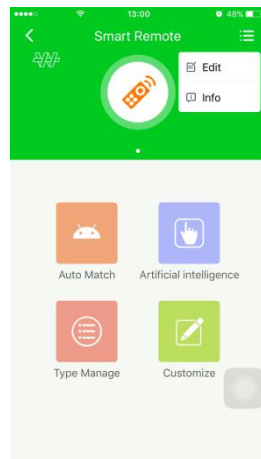 13:00
48%
Smart Remote
Edit
Info
Auto Match
Artificial intelligence
Type Manage
Customize